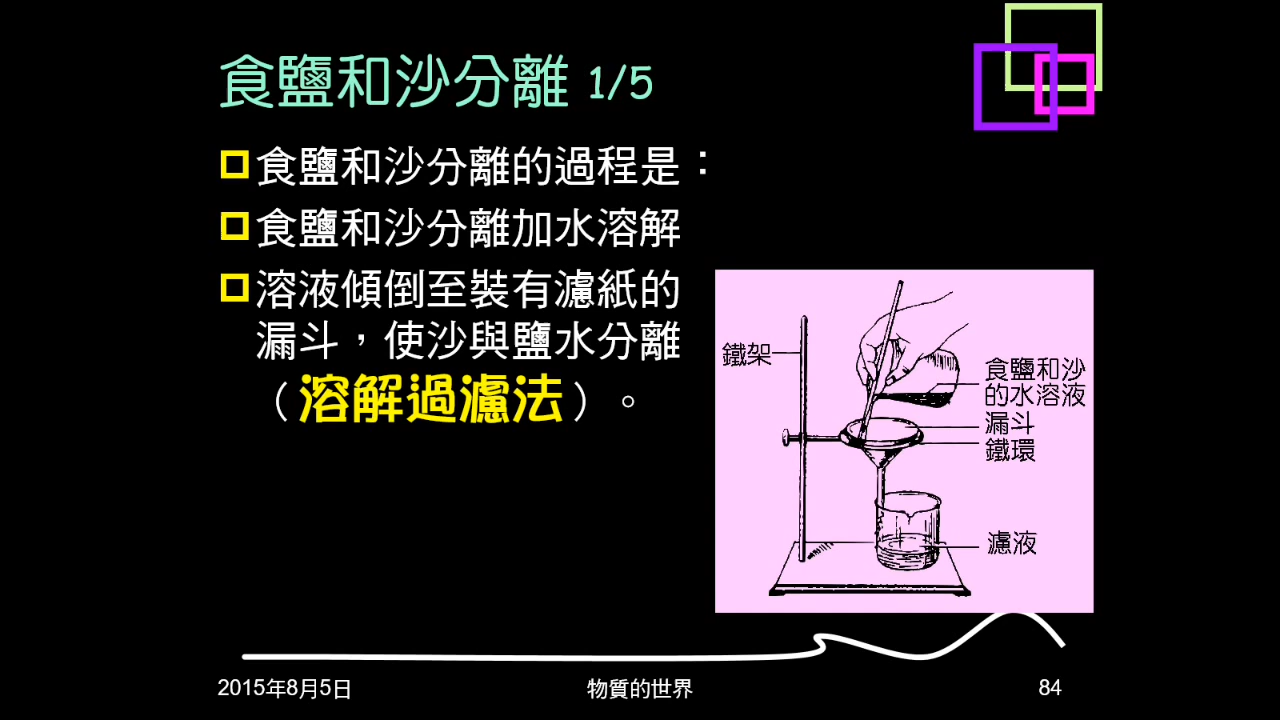 食鹽和沙分離 1/5
食鹽和沙分離的過程是：
食鹽和沙分離加水溶解
溶液傾倒至裝有濾紙的
漏斗，使沙與鹽水分離
（溶解過濾法）。
鐵架
食鹽和沙
的水溶液
漏斗
鐵環
濾液
2015年8月5日
物質的世界
84